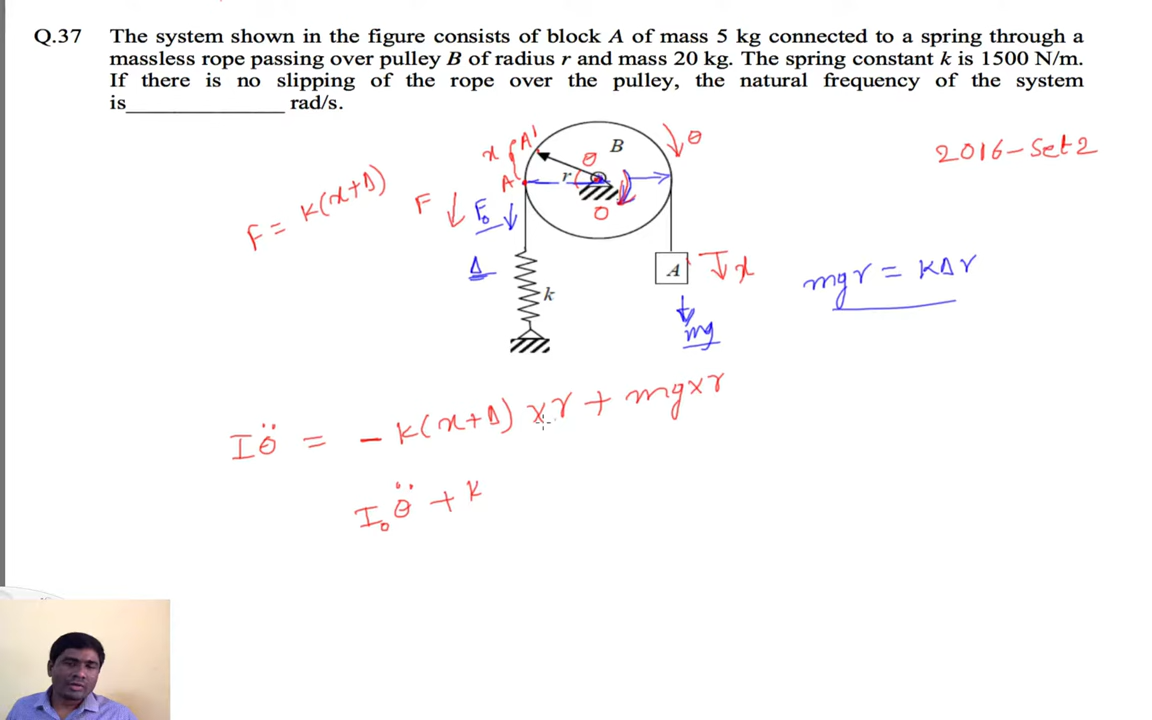 Q.37 The system shown in the figure consists of block A of mass 5 kg connected to a spring through a
massless rope passing over pulley B of radius r and mass 20 kg. The spring constant k is 1500 N/m.
If there is no slipping of the rope over the pulley, the natural frequency of the system
is_______________ rad/s.
2016-Set2
x A' θ B θ
A r
F = k(x+Δ) F F₀ O
Δ k A x mgr = kΔr
mg
Iθ̈ = - k(x+Δ) × r + mg × r
I₀θ̈ + k